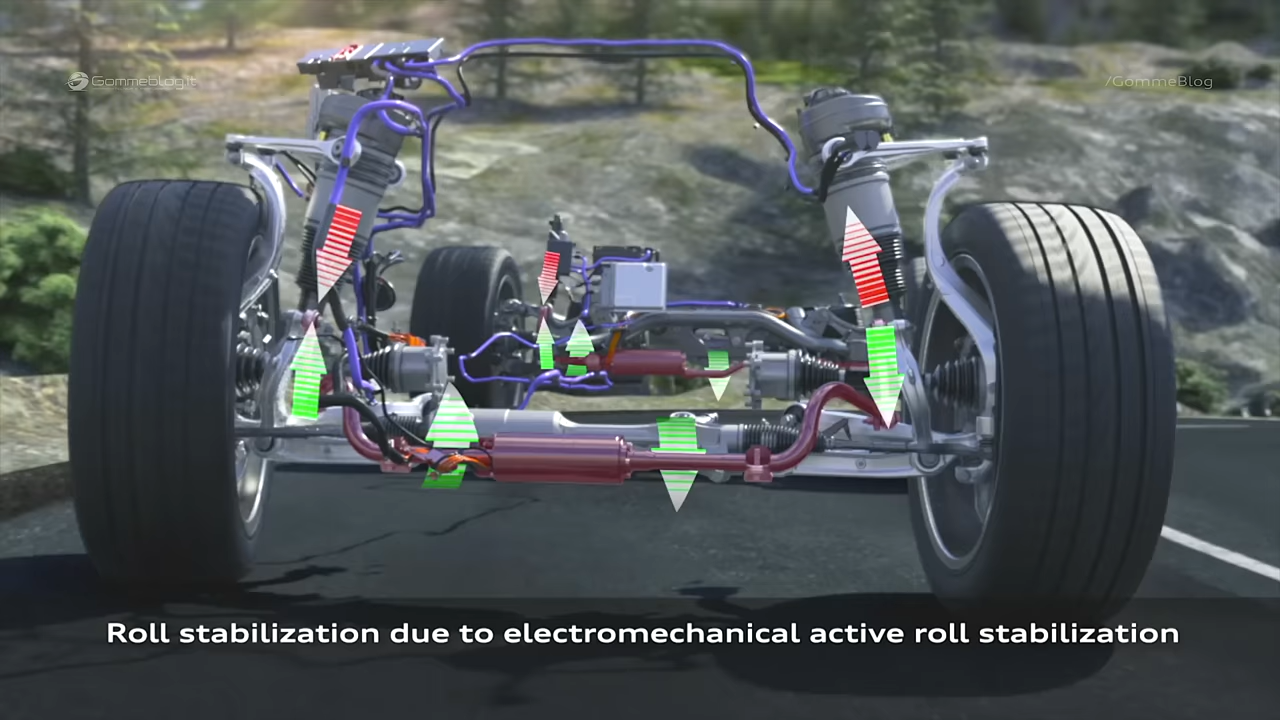 Gommeblog.it
/GommeBlog
Roll stabilization due to electromechanical active roll stabilization